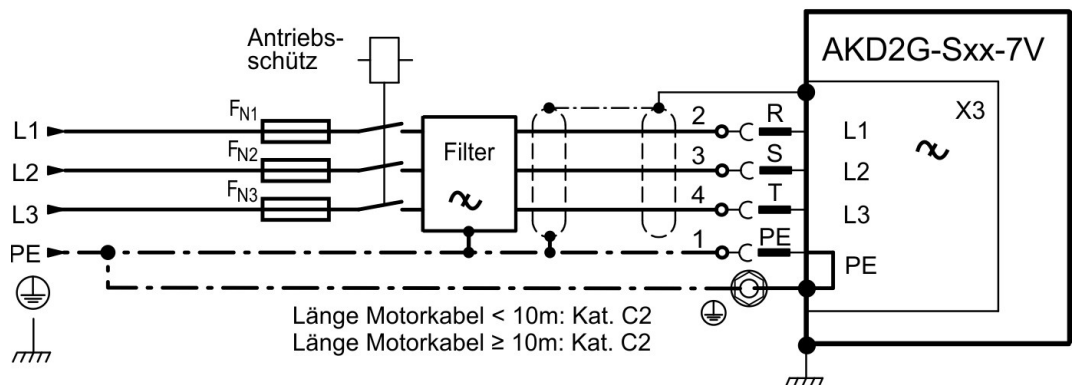 Antriebs-
schütz
AKD2G-Sxx-7V
X3
L1
F_N1
2
R
L1
L2
F_N2
Filter
3
S
L2
L3
F_N3
4
T
L3
PE
1
PE
PE
Länge Motorkabel < 10m: Kat. C2
Länge Motorkabel ≥ 10m: Kat. C2